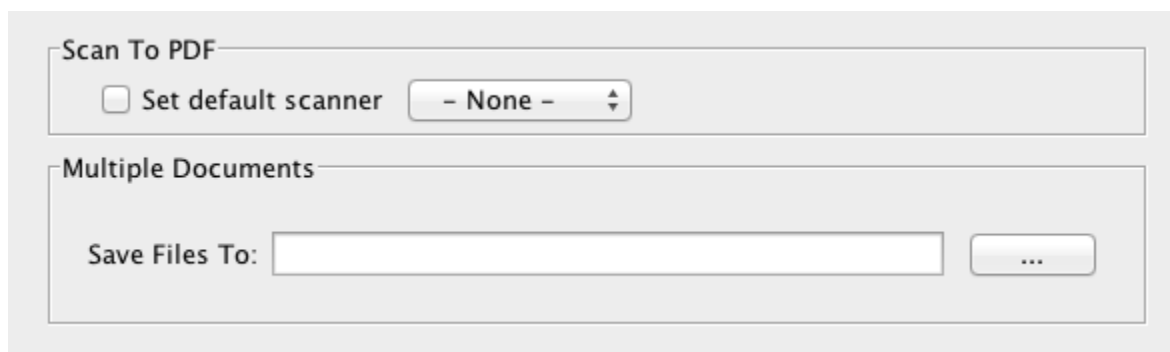 Scan To PDF
Set default scanner – None –
Multiple Documents
Save Files To: ...